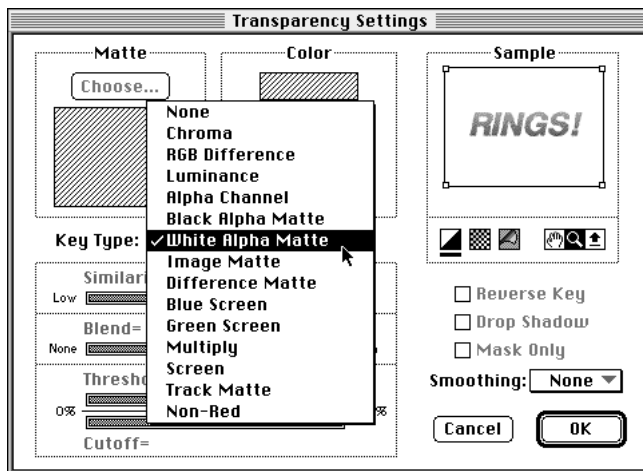 Transparency Settings
Matte
Color
Sample
Choose...
RINGS!
None
Chroma
RGB Difference
Luminance
Alpha Channel
Black Alpha Matte
Key Type: ✓White Alpha Matte
Image Matte
Difference Matte
Blue Screen
Green Screen
Multiply
Screen
Track Matte
Non-Red
Similari
Low
Blend=
None
Thresho
0% %
Cutoff=
Reverse Key
Drop Shadow
Mask Only
Smoothing: None
Cancel OK